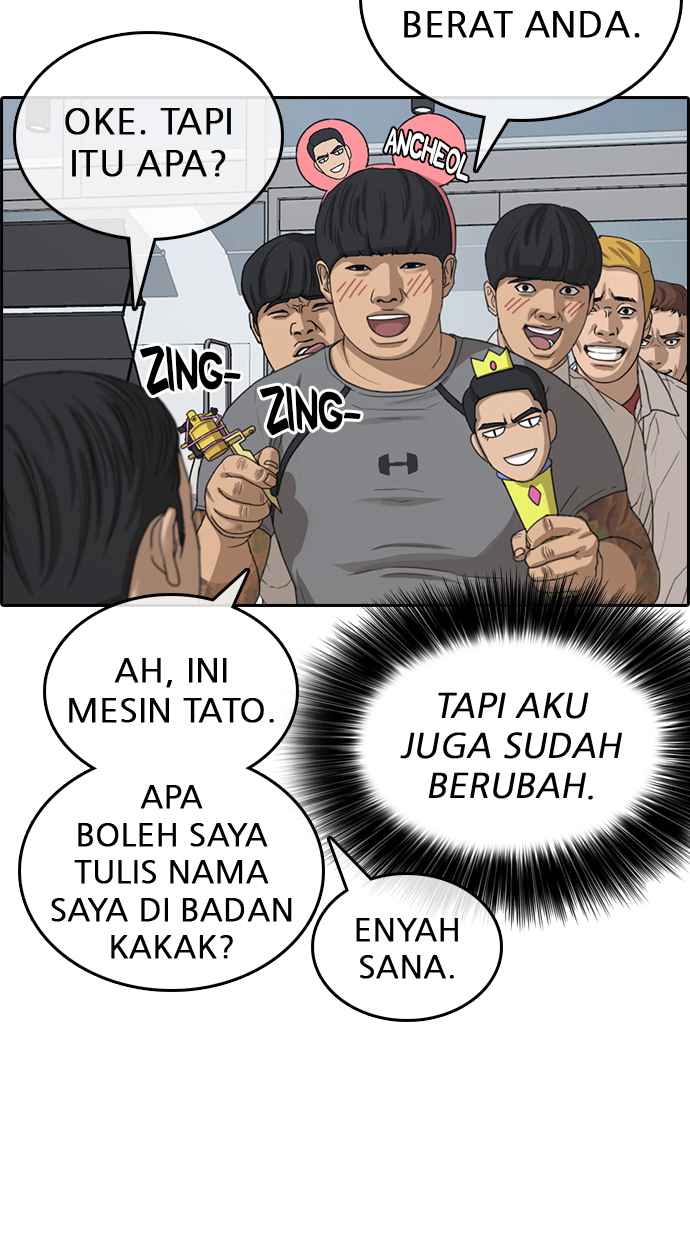 BERAT ANDA.
OKE. TAPI
ITU APA?
ANCHEOL
ZING-
ZING-
AH, INI
MESIN TATO.
APA
BOLEH SAYA
TULIS NAMA
SAYA DI BADAN
KAKAK?
TAPI AKU
JUGA SUDAH
BERUBAH.
ENYAH
SANA.